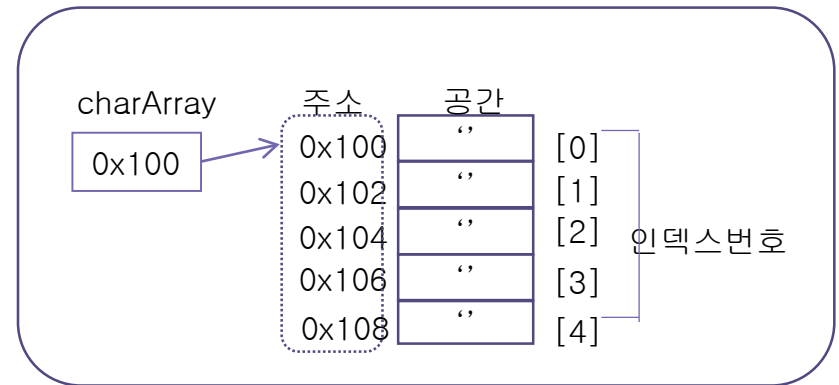 charArray 주소 공간
0x100
0x100 ‘’ [0]
0x102 ‘’ [1]
0x104 ‘’ [2]
0x106 ‘’ [3]
0x108 ‘’ [4]
인덱스번호